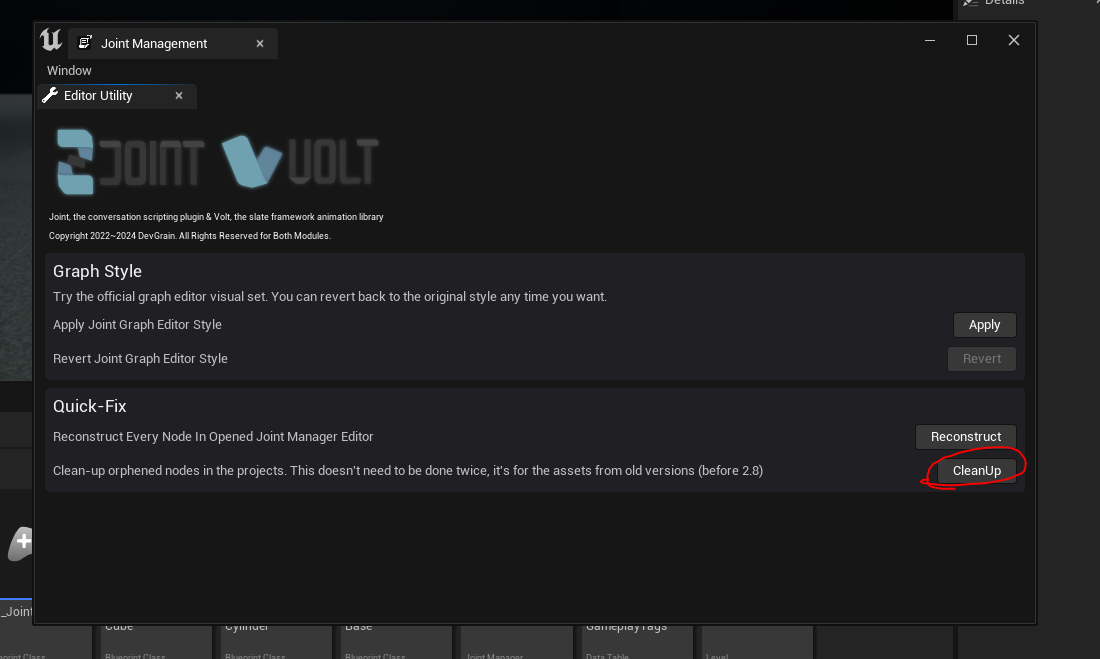 Details
Joint Management
Window
Editor Utility
JOINT VOLT
Joint, the conversation scripting plugin & Volt, the slate framework animation library
Copyright 2022~2024 DevGrain. All Rights Reserved for Both Modules.
Graph Style
Try the official graph editor visual set. You can revert back to the original style any time you want.
Apply Joint Graph Editor Style Apply
Revert Joint Graph Editor Style Revert
Quick-Fix
Reconstruct Every Node In Opened Joint Manager Editor Reconstruct
Clean-up orphened nodes in the projects. This doesn't need to be done twice, it's for the assets from old versions (before 2.8) CleanUp
_Joint Cube Cylinder Base GameplayTags
Blueprint Class Blueprint Class Blueprint Class Joint Manager Data Table Level